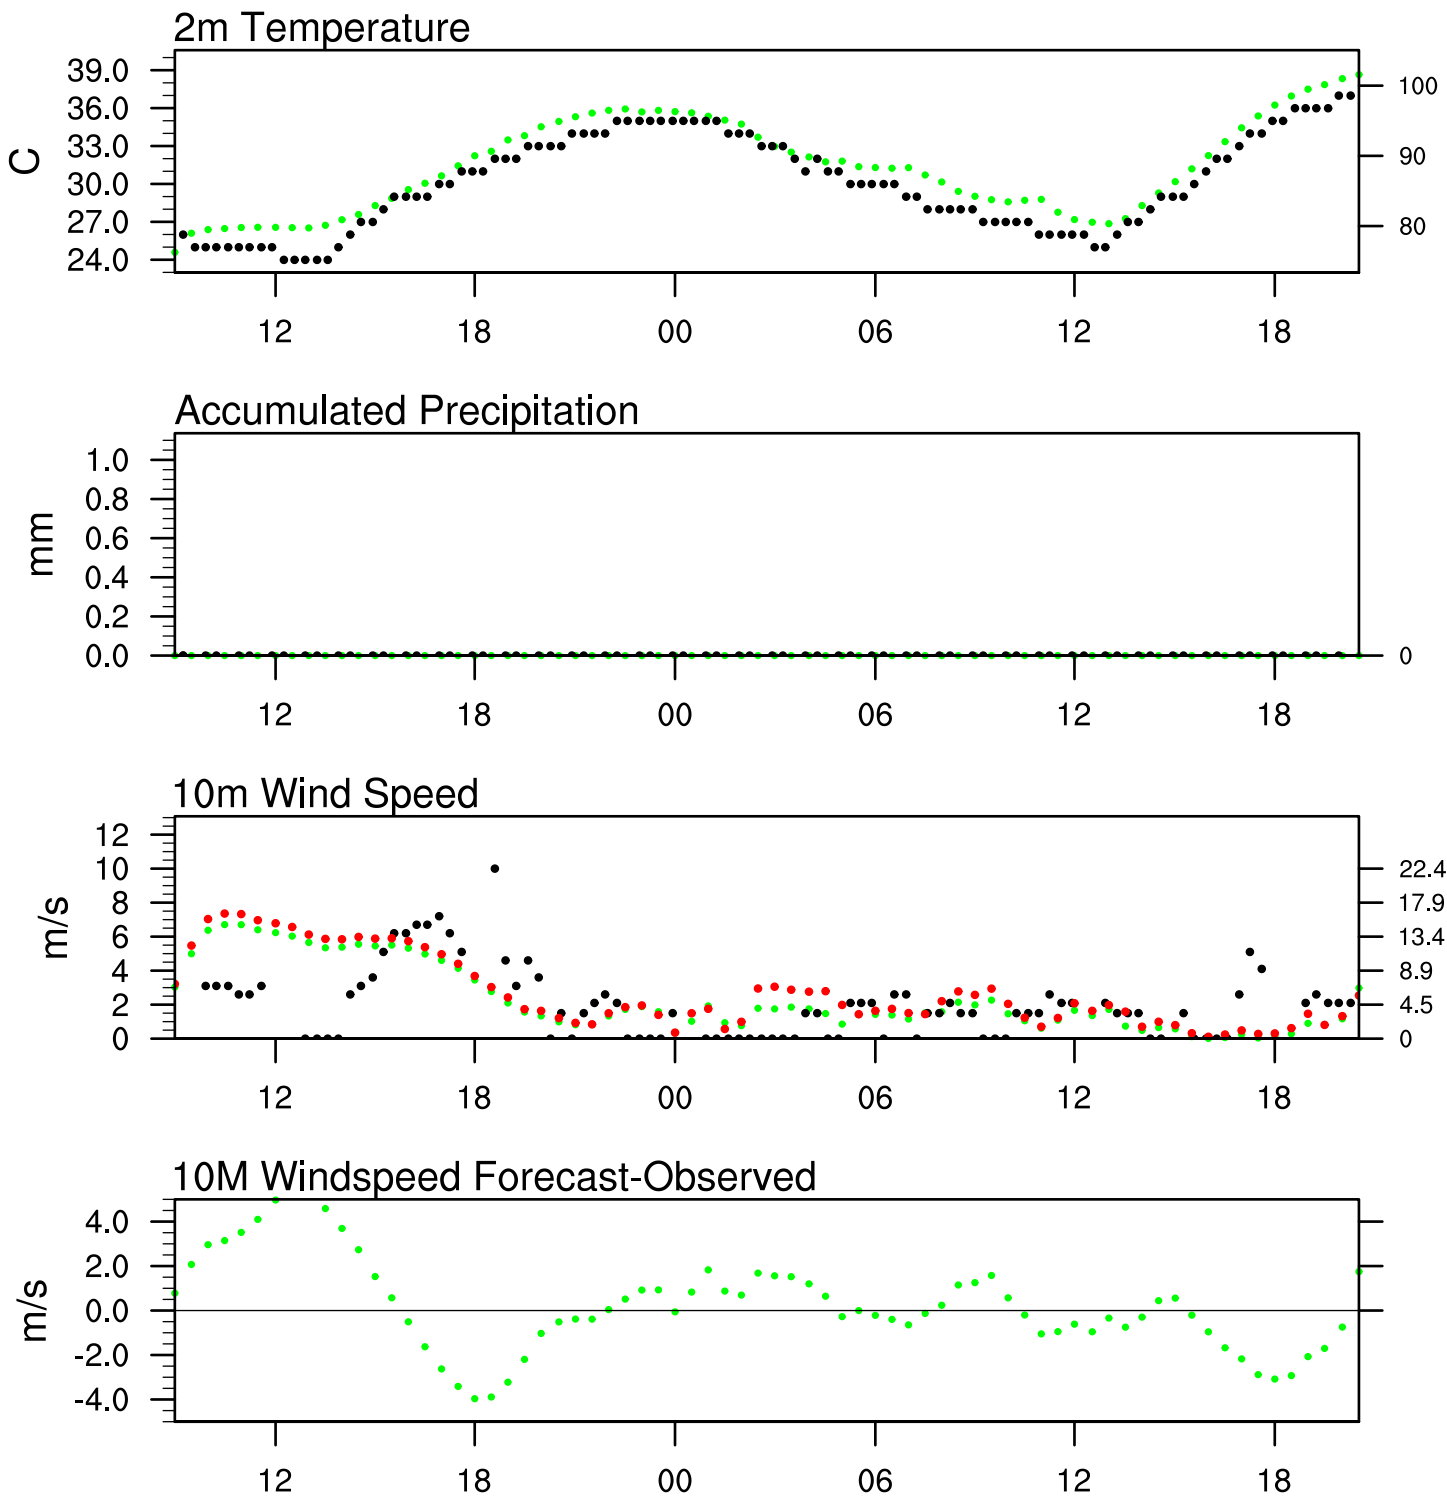 2m Temperature
39.0
36.0
33.0
30.0
27.0
24.0
C
100
90
80
12 18 00 06 12 18
Accumulated Precipitation
1.0
0.8
0.6
0.4
0.2
0.0
mm
0
12 18 00 06 12 18
10m Wind Speed
12
10
8
6
4
2
0
m/s
22.4
17.9
13.4
8.9
4.5
0
12 18 00 06 12 18
10M Windspeed Forecast-Observed
4.0
2.0
0.0
-2.0
-4.0
m/s
12 18 00 06 12 18